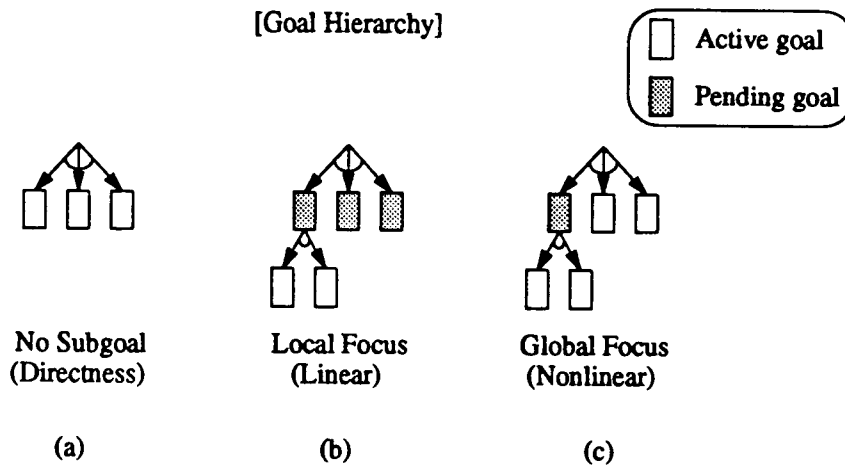 [Goal Hierarchy]
Active goal
Pending goal
No Subgoal
(Directness)
Local Focus
(Linear)
Global Focus
(Nonlinear)
(a)
(b)
(c)